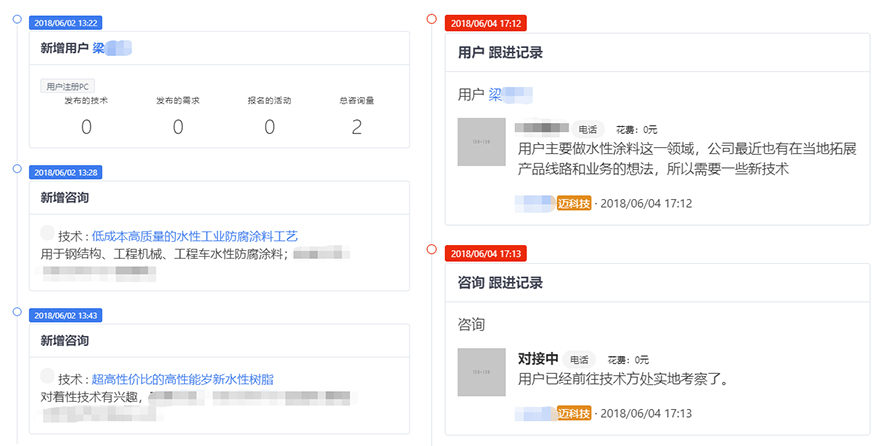 2018/06/02 13:22
新增用户 梁
用户注册PC
发布的技术 发布的需求 报名的活动 总咨询量
0 0 0 2
2018/06/02 13:28
新增咨询
技术 : 低成本高质量的水性工业防腐涂料工艺
用于钢结构、工程机械、工程车水性防腐涂料;
2018/06/02 13:43
新增咨询
技术 : 超高性价比的高性能岁新水性树脂
对着性技术有兴趣,
2018/06/04 17:12
用户 跟进记录
用户 梁
电话 花费: 0元
用户主要做水性涂料这一领域,公司最近也有在当地拓展
产品线路和业务的想法,所以需要一些新技术
迈科技 · 2018/06/04 17:12
2018/06/04 17:13
咨询 跟进记录
咨询
对接中 电话 花费: 0元
用户已经前往技术方处实地考察了。
迈科技 · 2018/06/04 17:13